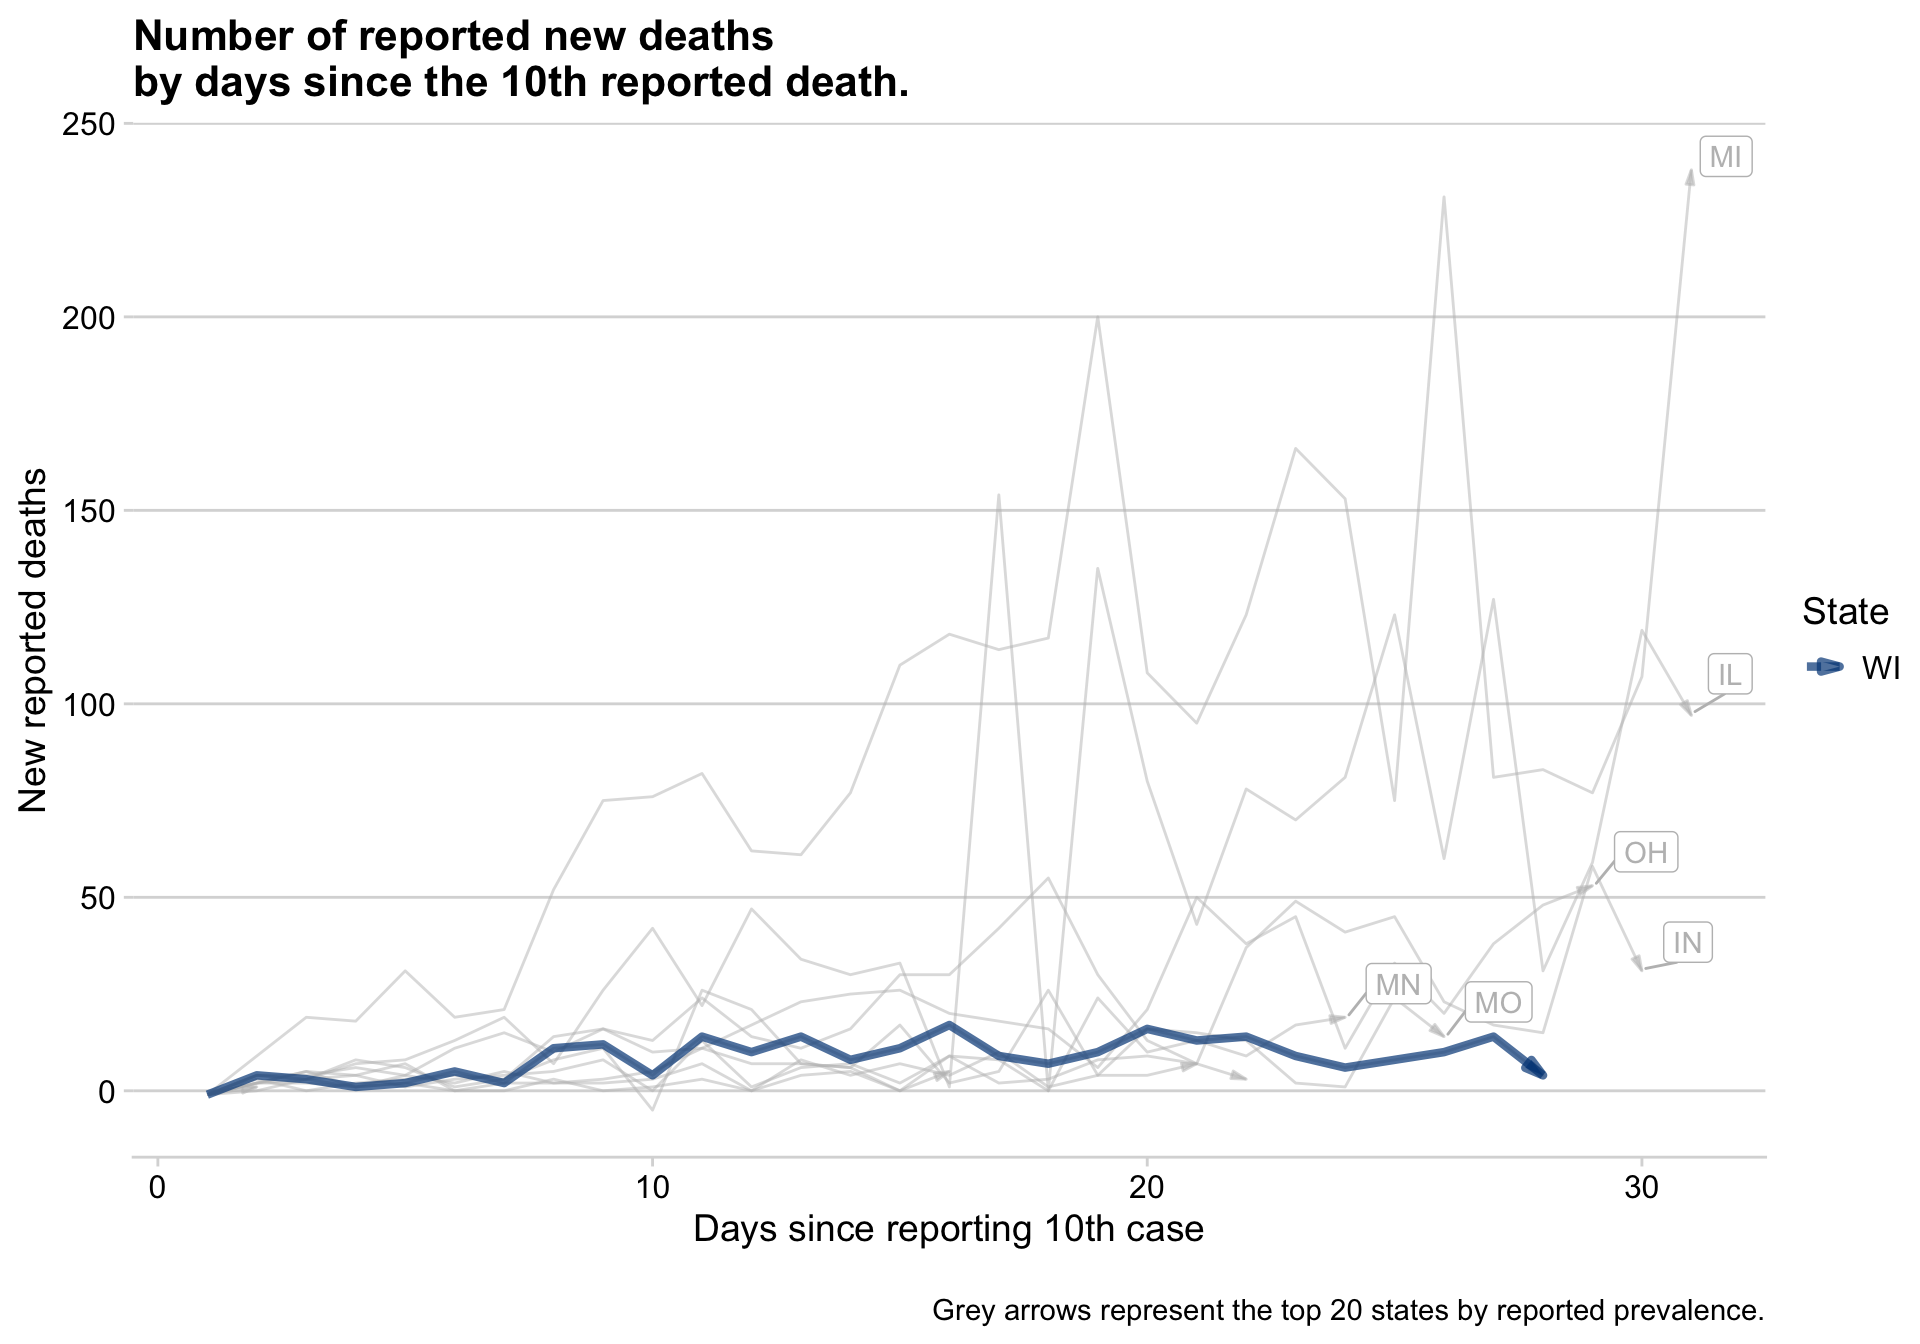 Number of reported new deaths
by days since the 10th reported death.
250
200
150
100
50
0
New reported deaths
MI
IL
OH
IN
MN
MO
State
WI
0 10 20 30
Days since reporting 10th case
Grey arrows represent the top 20 states by reported prevalence.